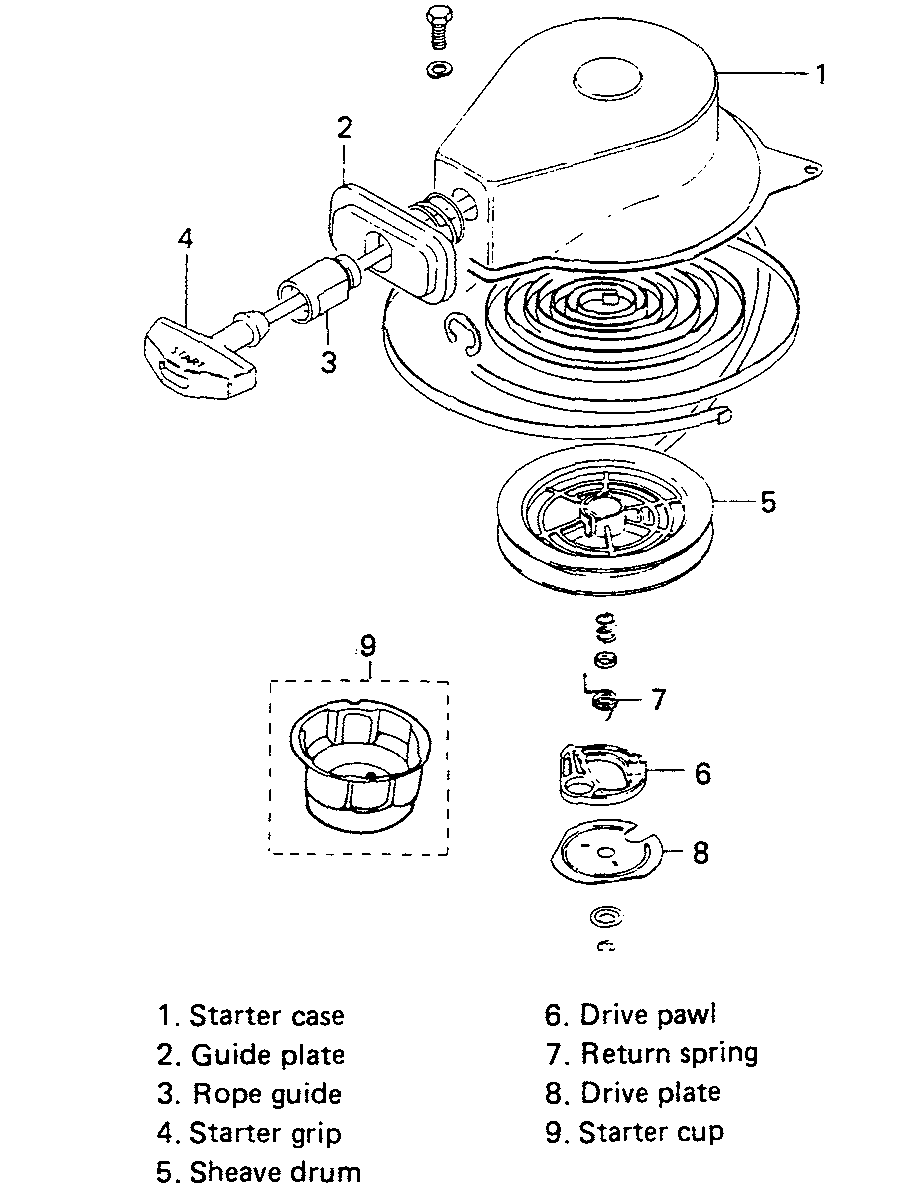 1
2
4
START
3
5
9
7
6
8
1. Starter case
2. Guide plate
3. Rope guide
4. Starter grip
5. Sheave drum
6. Drive pawl
7. Return spring
8. Drive plate
9. Starter cup